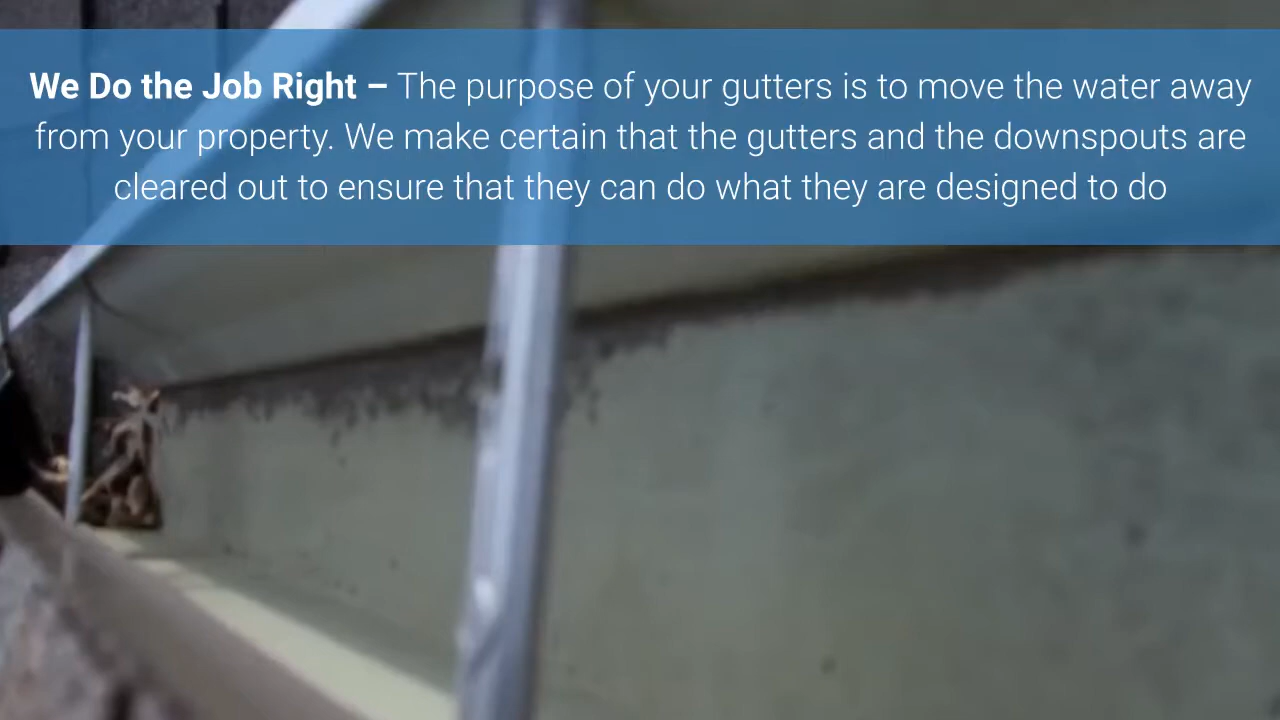 We Do the Job Right – The purpose of your gutters is to move the water away
from your property. We make certain that the gutters and the downspouts are
cleared out to ensure that they can do what they are designed to do